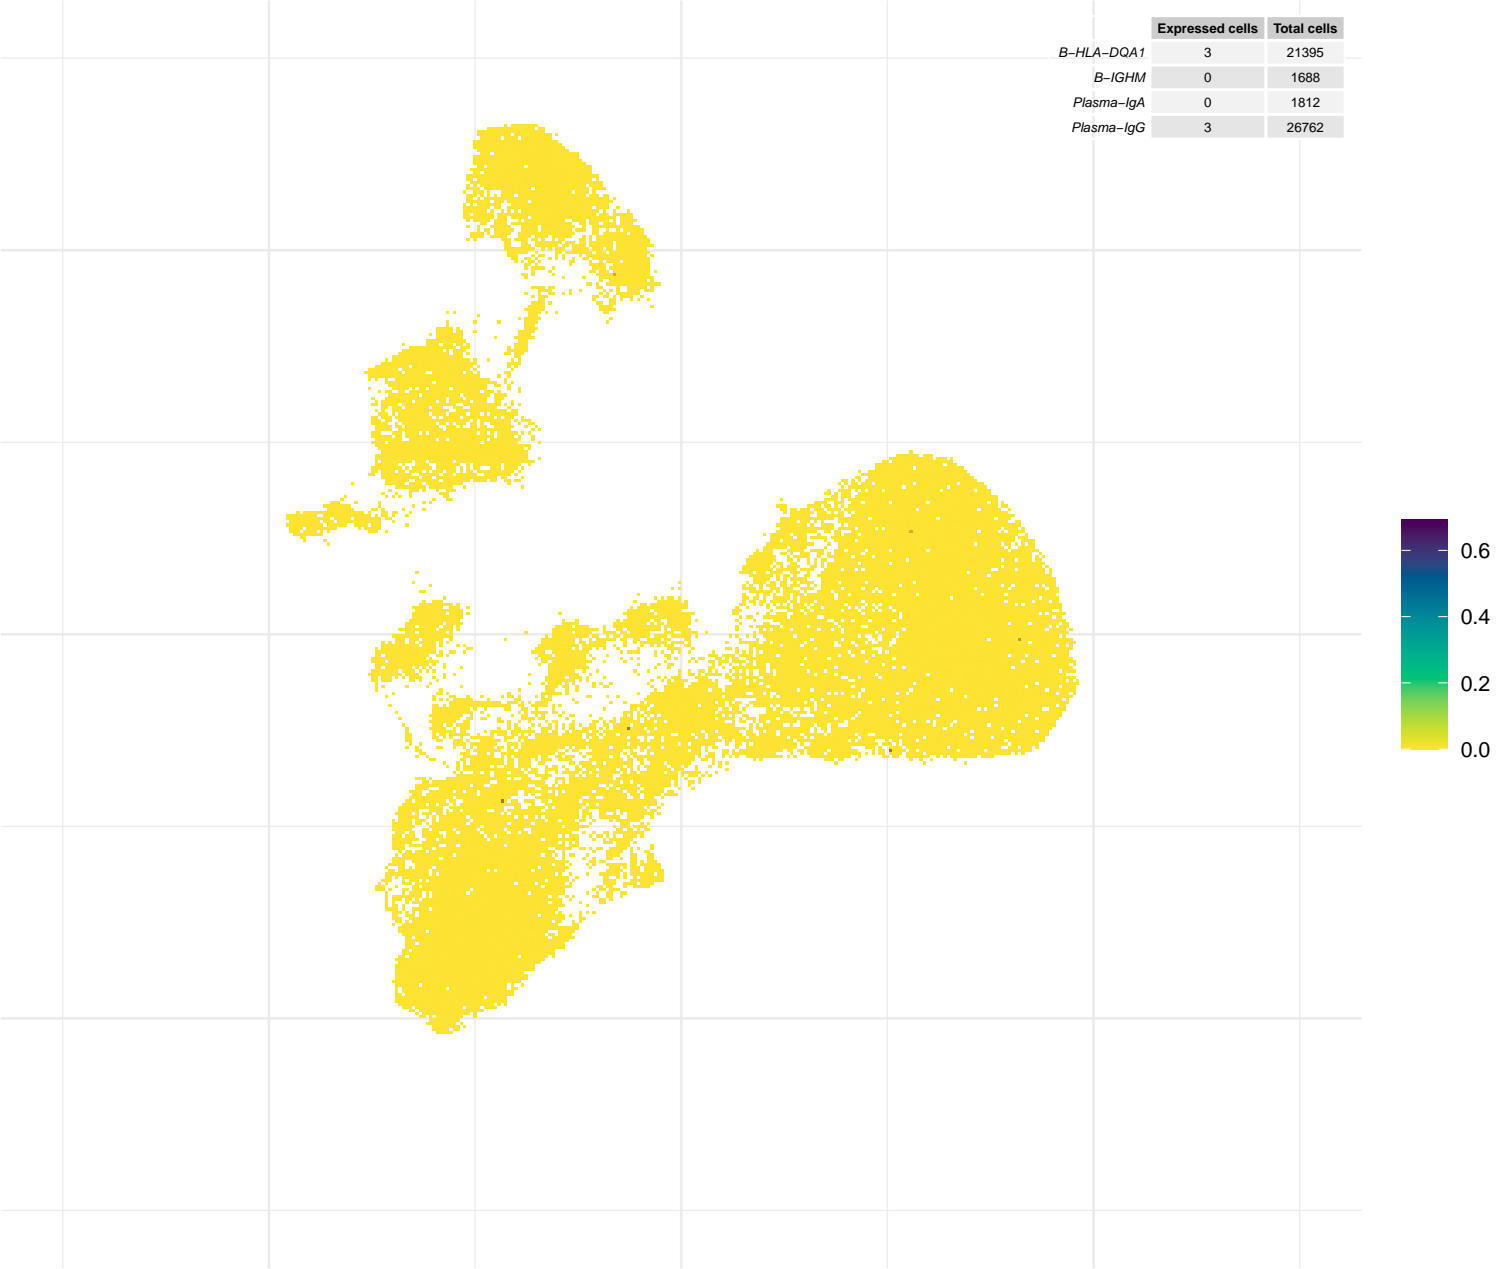 Expressed cells Total cells
B−HLA−DQA1 3 21395
B−IGHM 0 1688
Plasma−IgA 0 1812
Plasma−IgG 3 26762
0.6
0.4
0.2
0.0